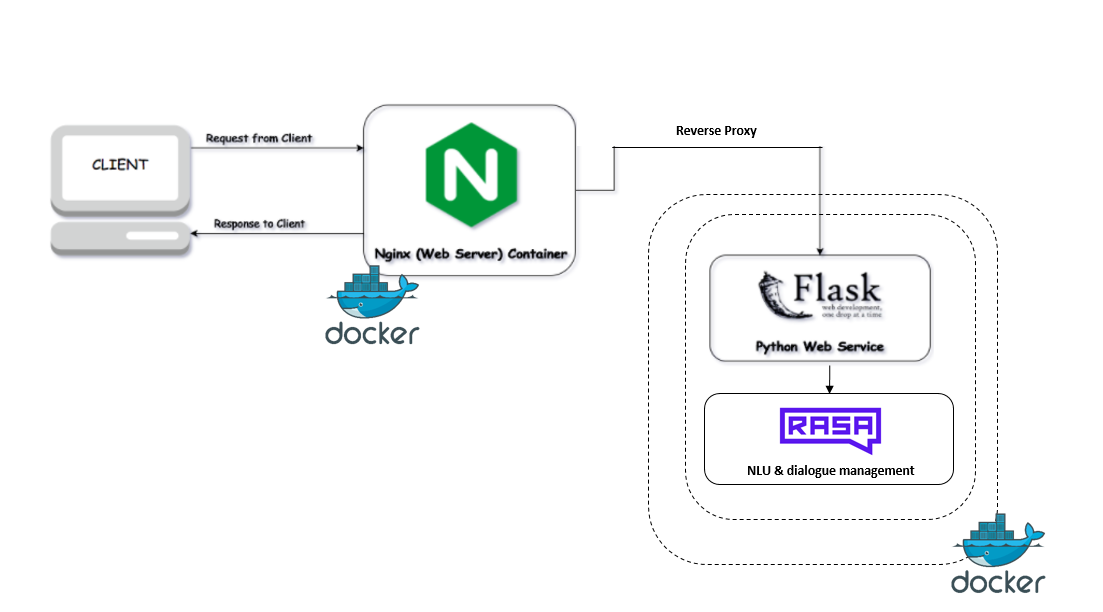 Reverse Proxy
Request from Client
CLIENT
N
Response to Client
Nginx (Web Server) Container
Flask
web development,
one drop at a time
docker
Python Web Service
RASA
NLU & dialogue management
docker